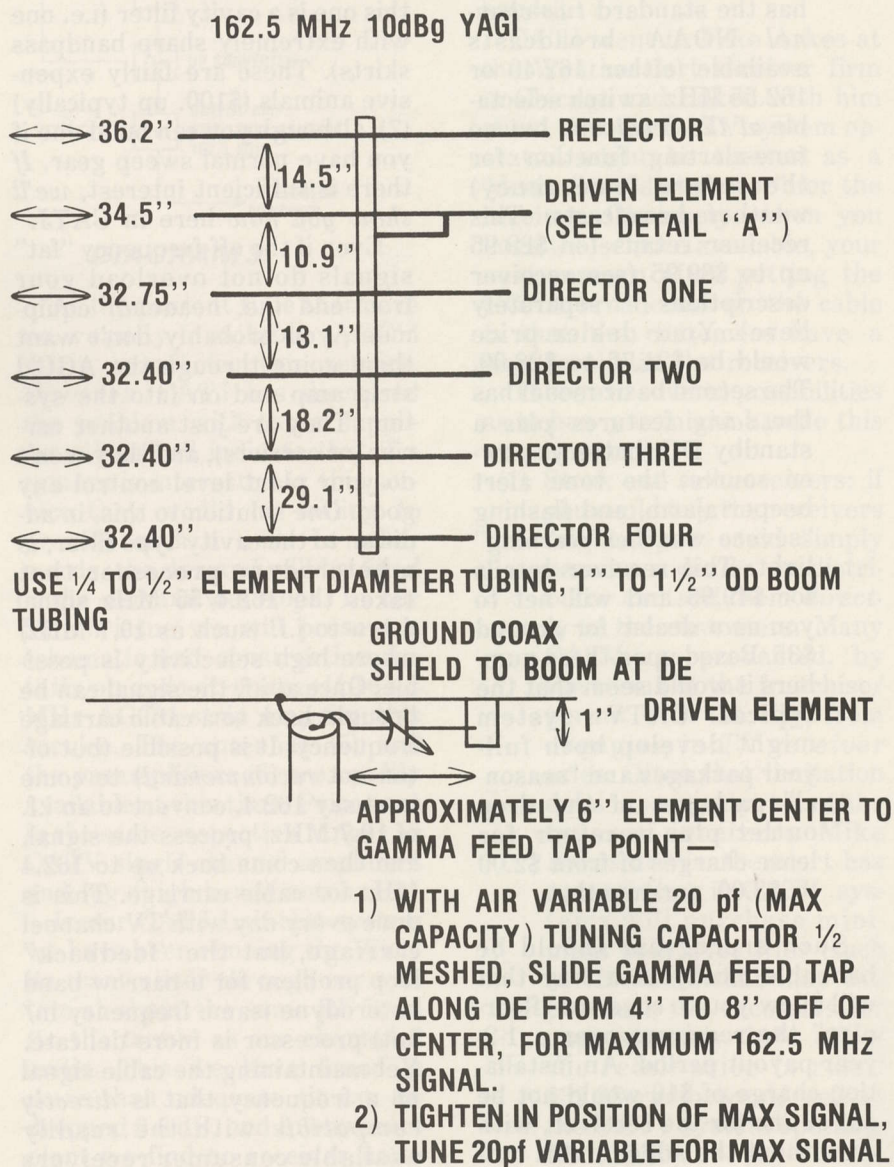 162.5 MHz 10dBg YAGI
36.2'' REFLECTOR
14.5''
34.5'' DRIVEN ELEMENT
(SEE DETAIL "A")
10.9''
32.75'' DIRECTOR ONE
13.1''
32.40'' DIRECTOR TWO
18.2''
32.40'' DIRECTOR THREE
29.1''
32.40'' DIRECTOR FOUR
USE ¼ TO ½'' ELEMENT DIAMETER TUBING, 1'' TO 1½'' OD BOOM
TUBING
GROUND COAX
SHIELD TO BOOM AT DE
1'' DRIVEN ELEMENT
APPROXIMATELY 6'' ELEMENT CENTER TO
GAMMA FEED TAP POINT—
1) WITH AIR VARIABLE 20 pf (MAX
CAPACITY) TUNING CAPACITOR ½
MESHED, SLIDE GAMMA FEED TAP
ALONG DE FROM 4'' TO 8'' OFF OF
CENTER, FOR MAXIMUM 162.5 MHz
SIGNAL.
2) TIGHTEN IN POSITION OF MAX SIGNAL,
TUNE 20pf VARIABLE FOR MAX SIGNAL